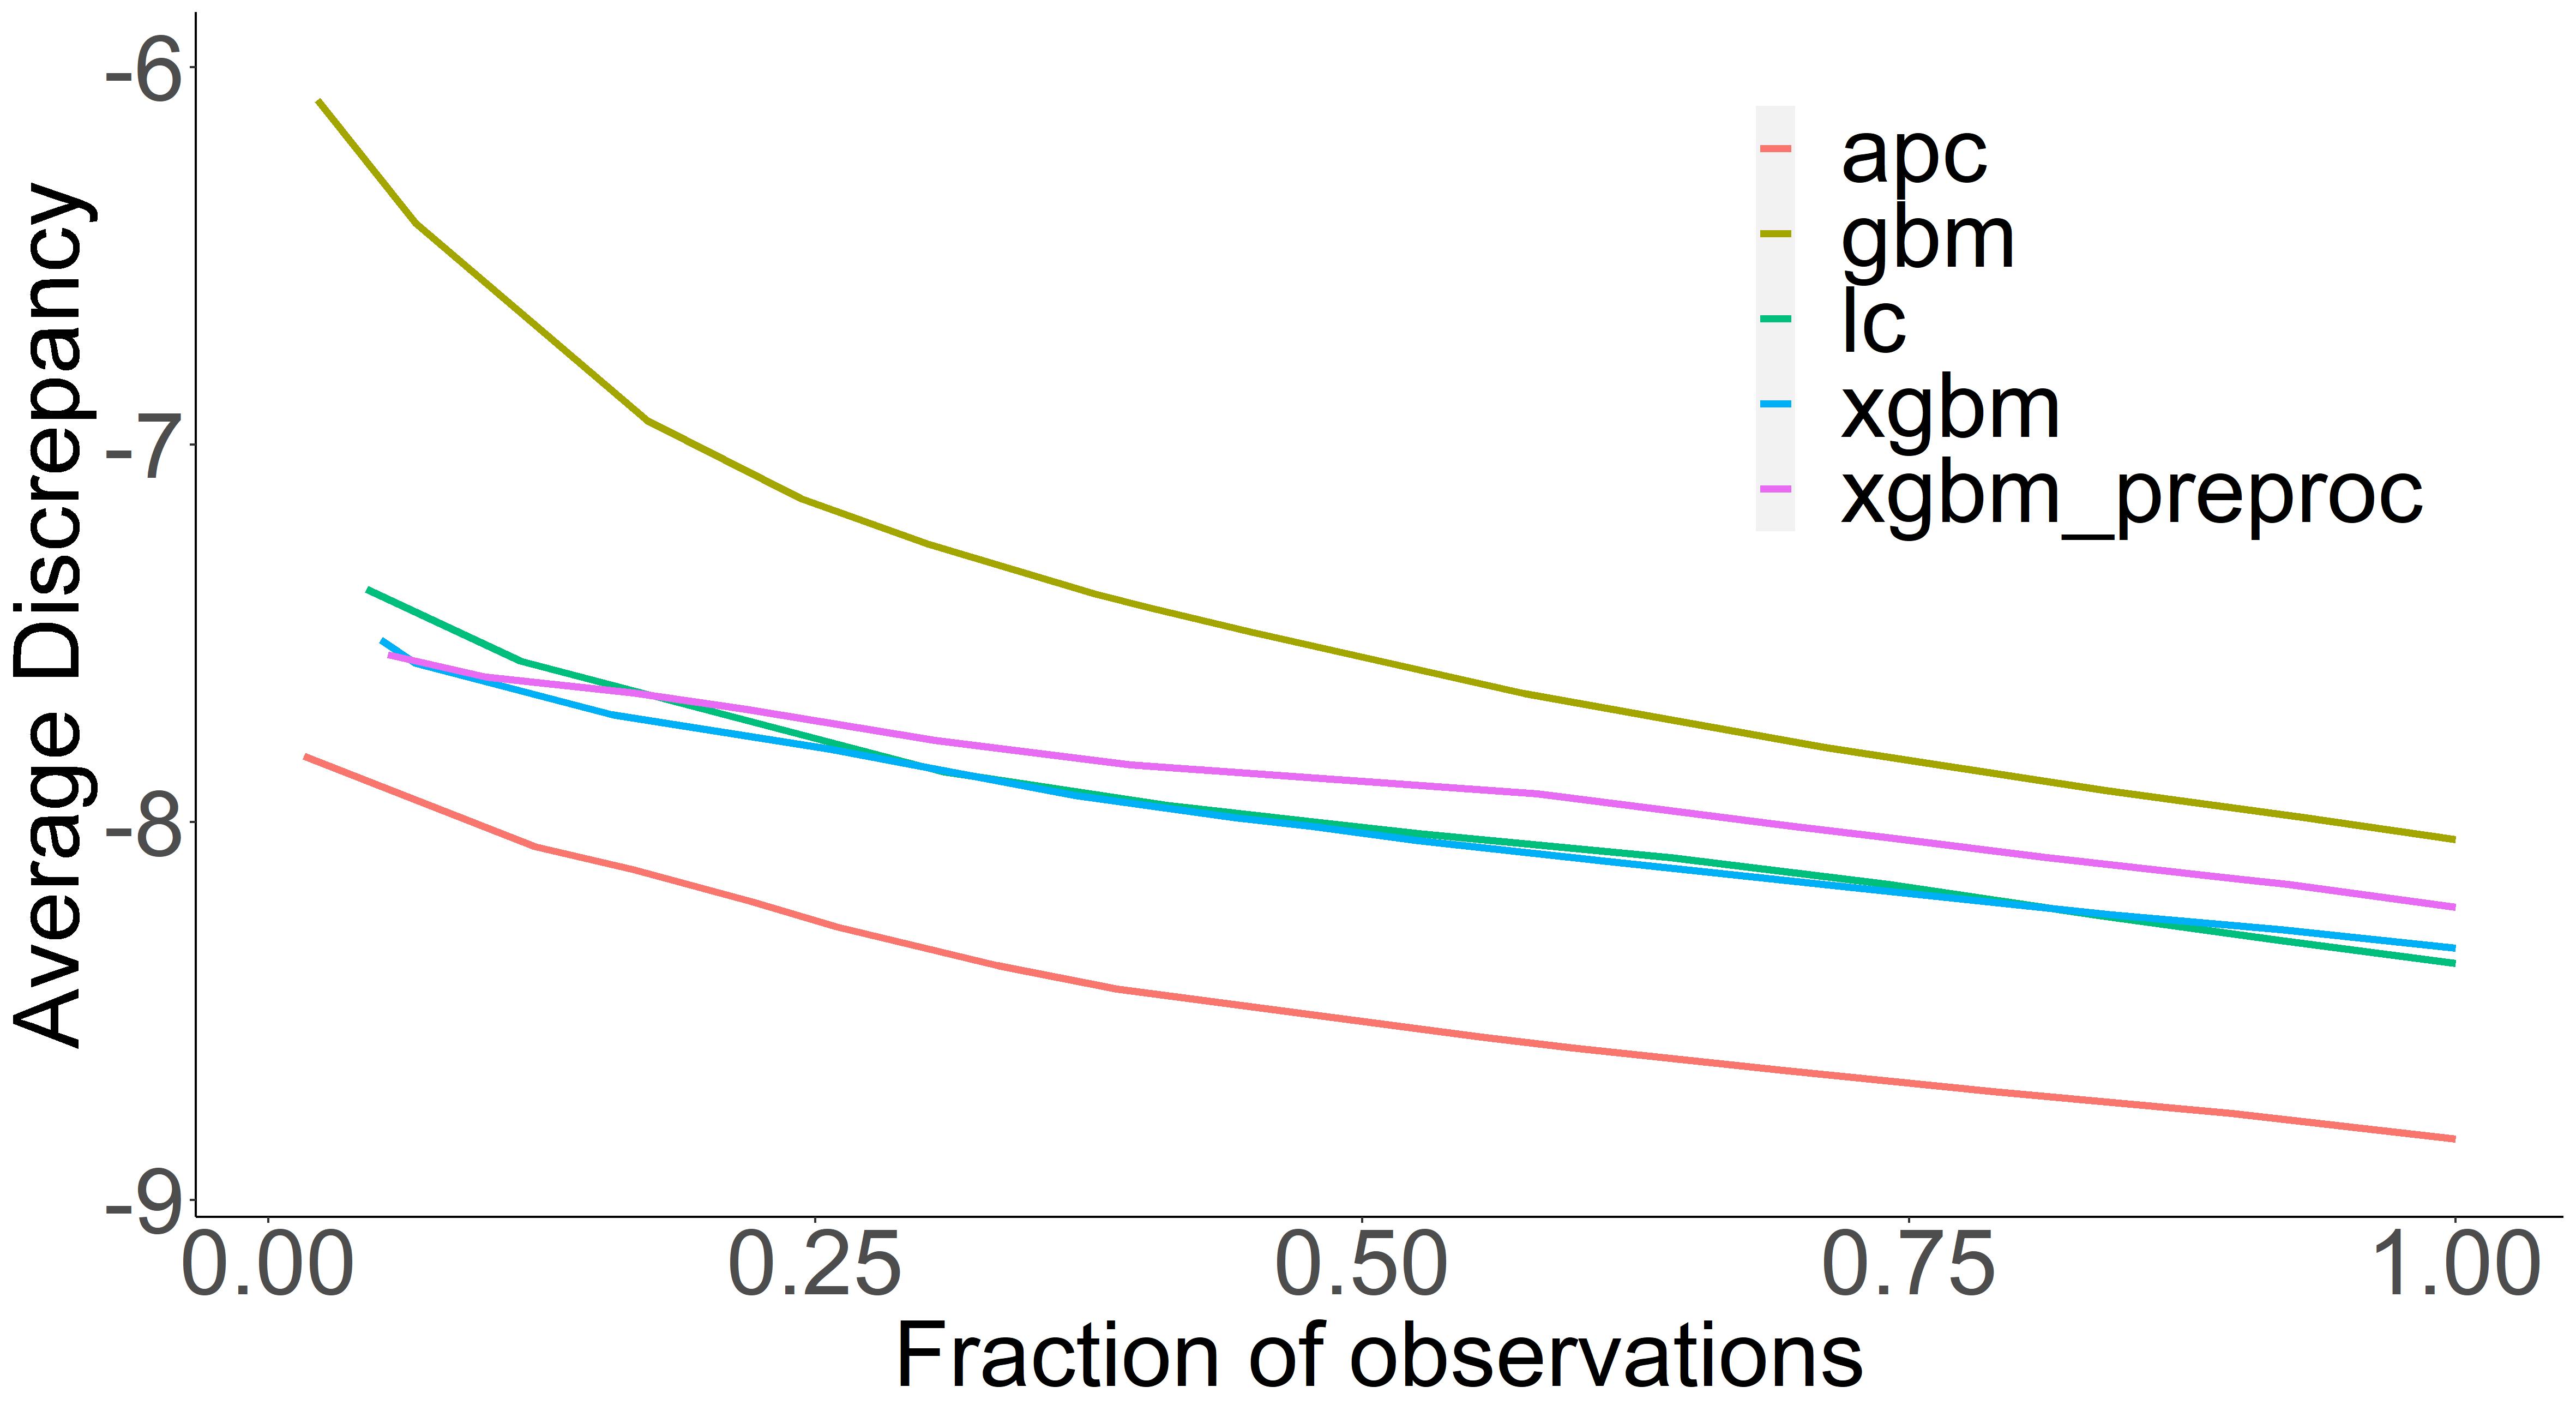 Average Discrepancy
-6
-7
-8
-9
apc
gbm
lc
xgbm
xgbm_preproc
0.00 0.25 0.50 0.75 1.00
Fraction of observations